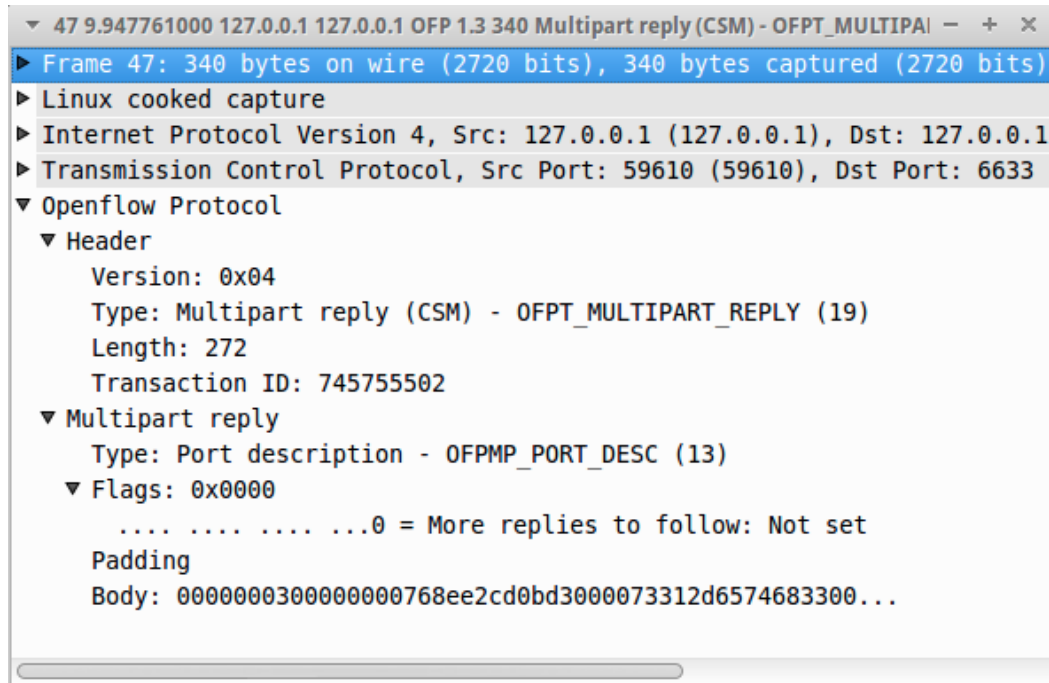 47 9.947761000 127.0.0.1 127.0.0.1 OFP 1.3 340 Multipart reply (CSM) - OFPT_MULTIPA
Frame 47: 340 bytes on wire (2720 bits), 340 bytes captured (2720 bits)
Linux cooked capture
Internet Protocol Version 4, Src: 127.0.0.1 (127.0.0.1), Dst: 127.0.0.1
Transmission Control Protocol, Src Port: 59610 (59610), Dst Port: 6633
Openflow Protocol
Header
Version: 0x04
Type: Multipart reply (CSM) - OFPT_MULTIPART_REPLY (19)
Length: 272
Transaction ID: 745755502
Multipart reply
Type: Port description - OFPMP_PORT_DESC (13)
Flags: 0x0000
.... .... .... ...0 = More replies to follow: Not set
Padding
Body: 0000000300000000768ee2cd0bd3000073312d6574683300...